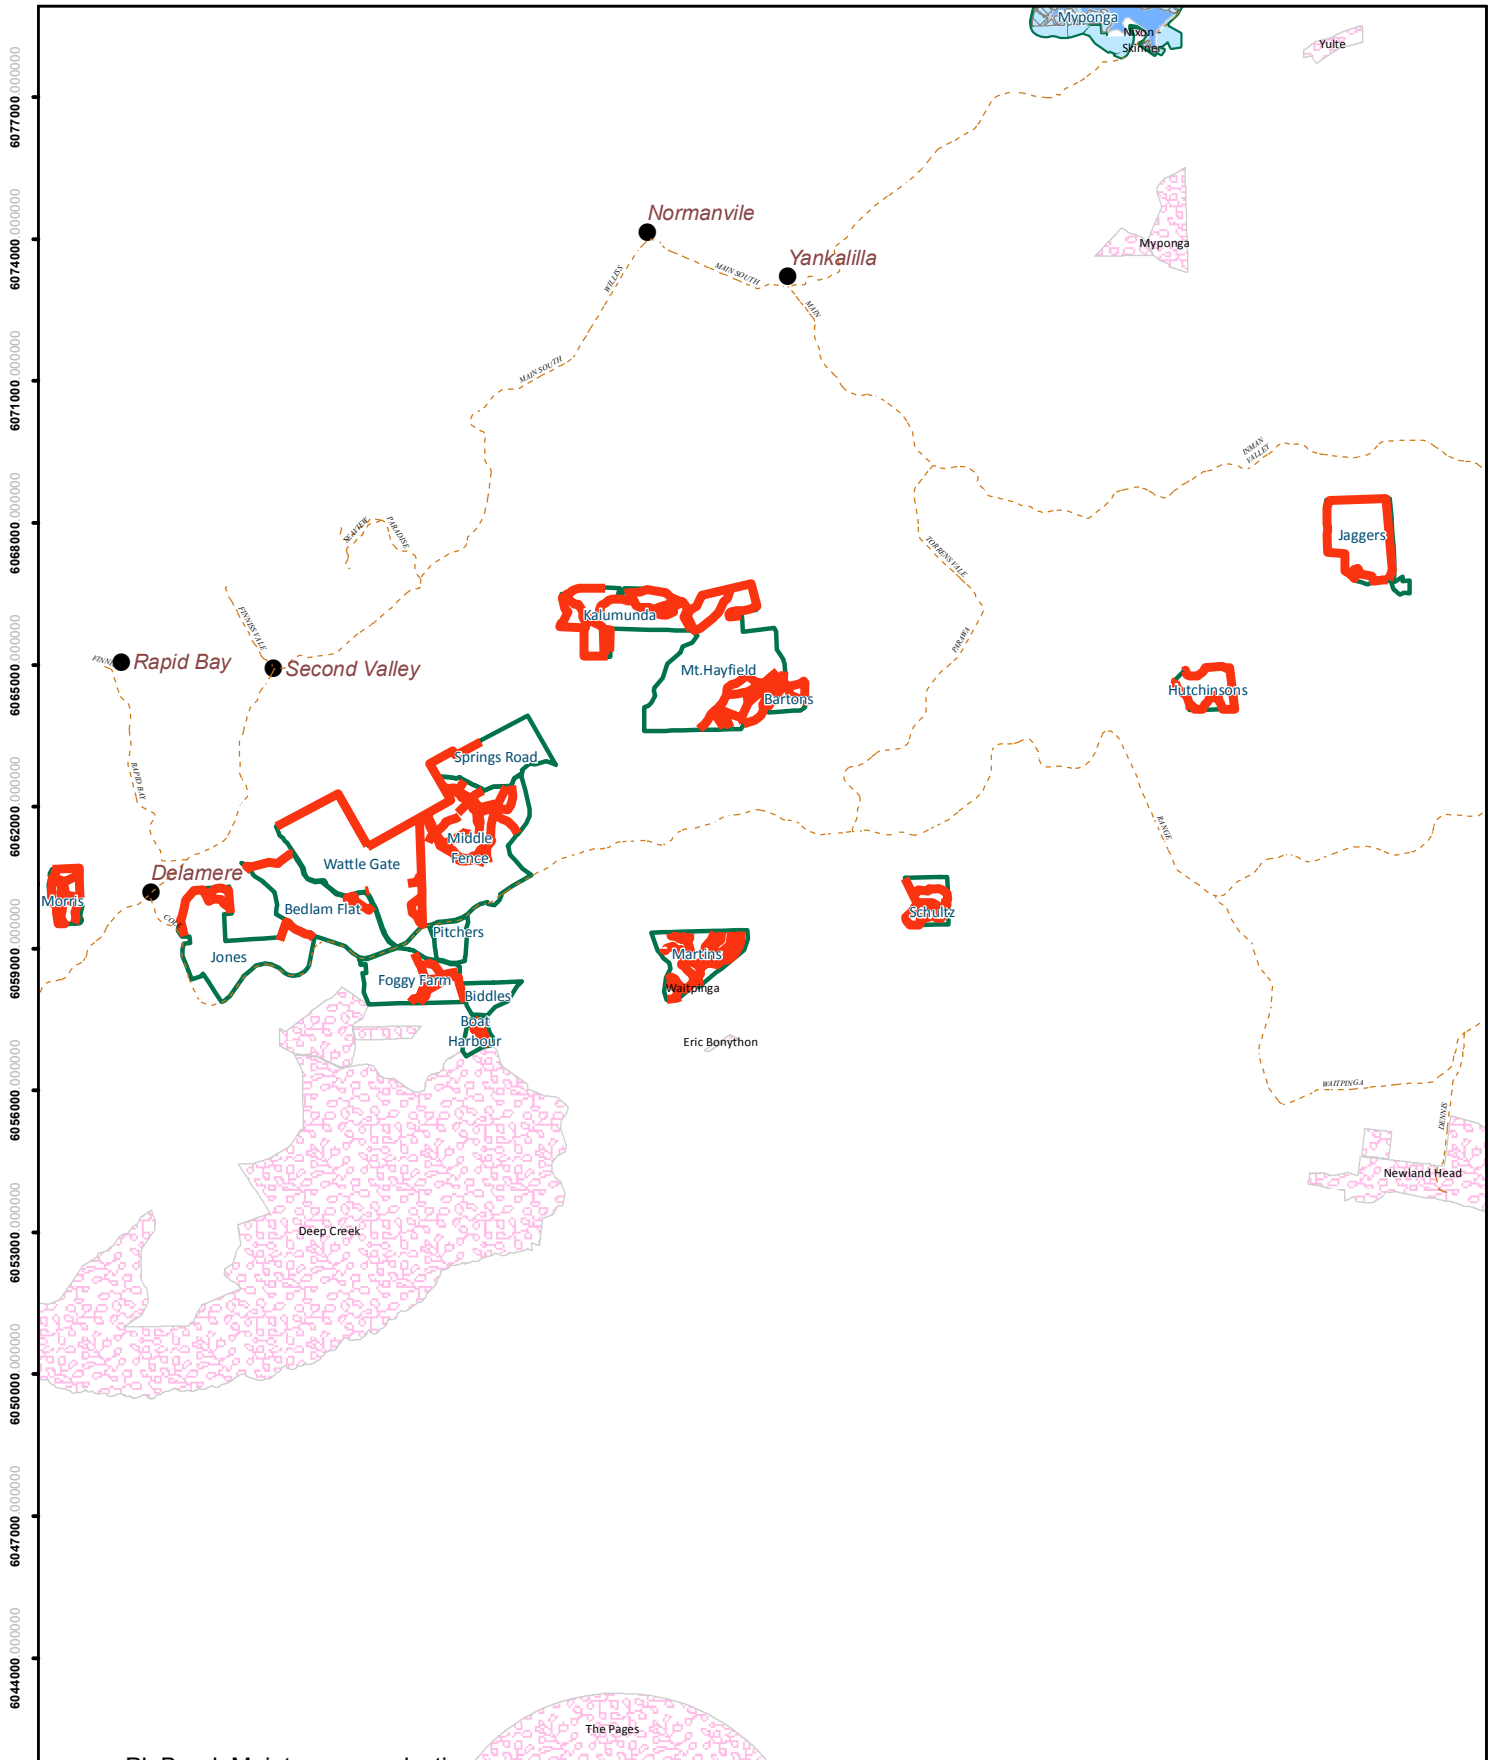 Myponga
Nixon
Skinner
Yulte
6077000.000000
Normanvile
Myponga
6074000.000000
Yankalilla
WILLISS
MAIN SOUTH
MAIN
MAIN SOUTH
6071000.000000
INMAN
VALLEY
6068000.000000
SEAVIEW
PARADISE
Jaggers
TORRENS VALE
FINNISS VALE
Kalumunda
PARAWA
6065000.000000
Rapid Bay
Second Valley
Mt.Hayfield
Bartons
Hutchinsons
Springs Road
RAPID BAY
6062000.000000
RANGE
Middle
Fence
Wattle Gate
Delamere
Morris
Bedlam Flat
Schultz
Pitchers
6059000.000000
Jones
Martins
Foggy Farm
Waitpinga
Biddles
Boat
Harbour
Eric Bonython
6056000.000000
WAITPINGA
DENNIS
Newland Head
6053000.000000
Deep Creek
6050000.000000
6047000.000000
6044000.000000
The Pages